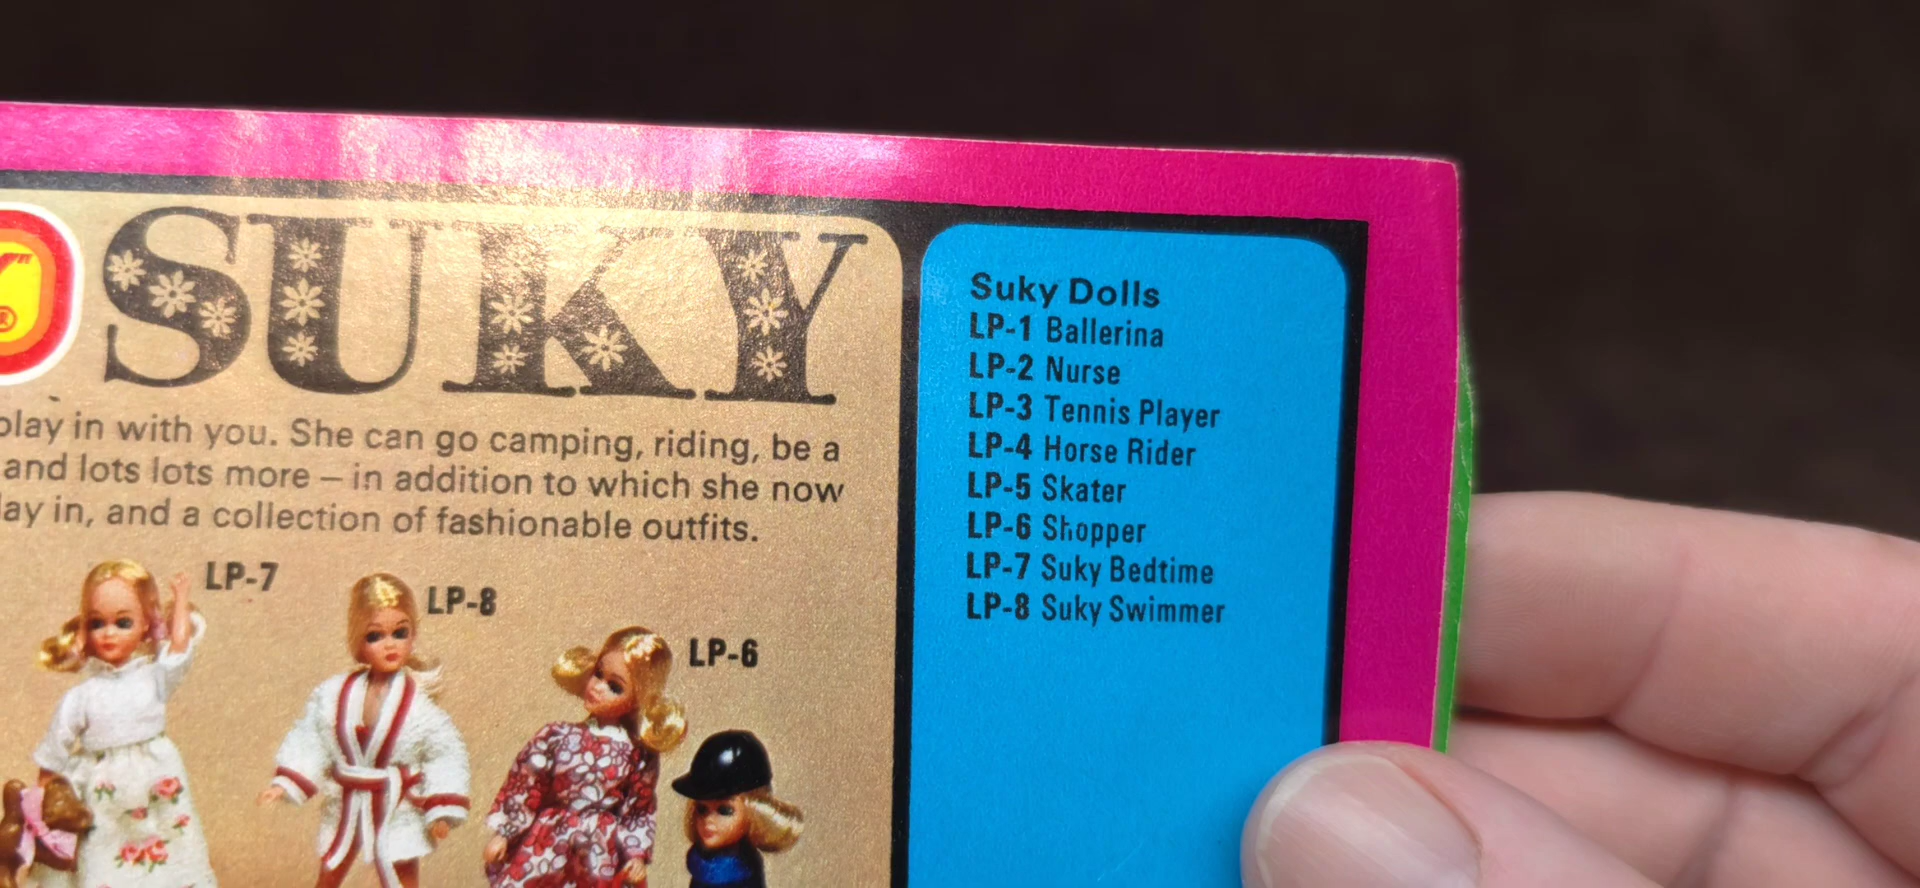 SUKY
play in with you. She can go camping, riding, be a
and lots lots more – in addition to which she now
in, and a collection of fashionable outfits.
LP-7
LP-8
LP-6
Suky Dolls
LP-1 Ballerina
LP-2 Nurse
LP-3 Tennis Player
LP-4 Horse Rider
LP-5 Skater
LP-6 Shopper
LP-7 Suky Bedtime
LP-8 Suky Swimmer